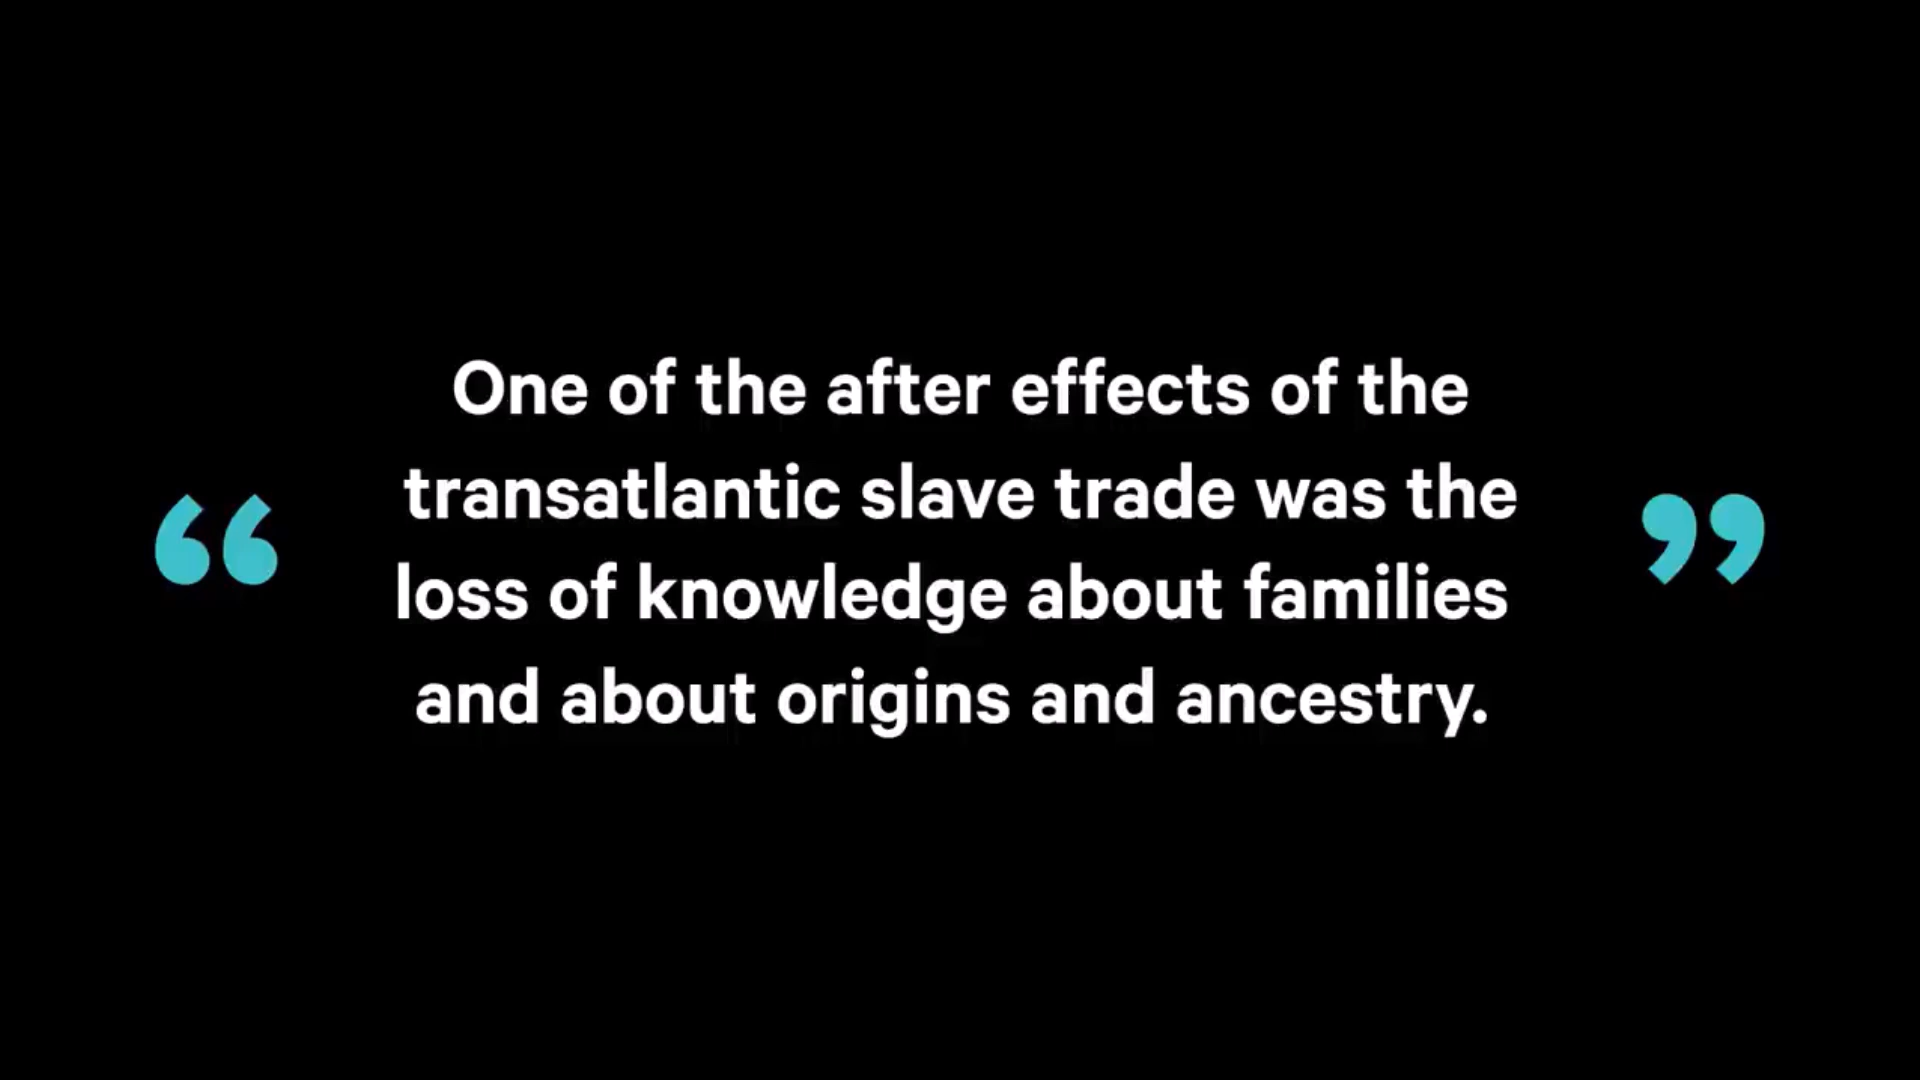 One of the after effects of the
“ transatlantic slave trade was the ”
loss of knowledge about families
and about origins and ancestry.